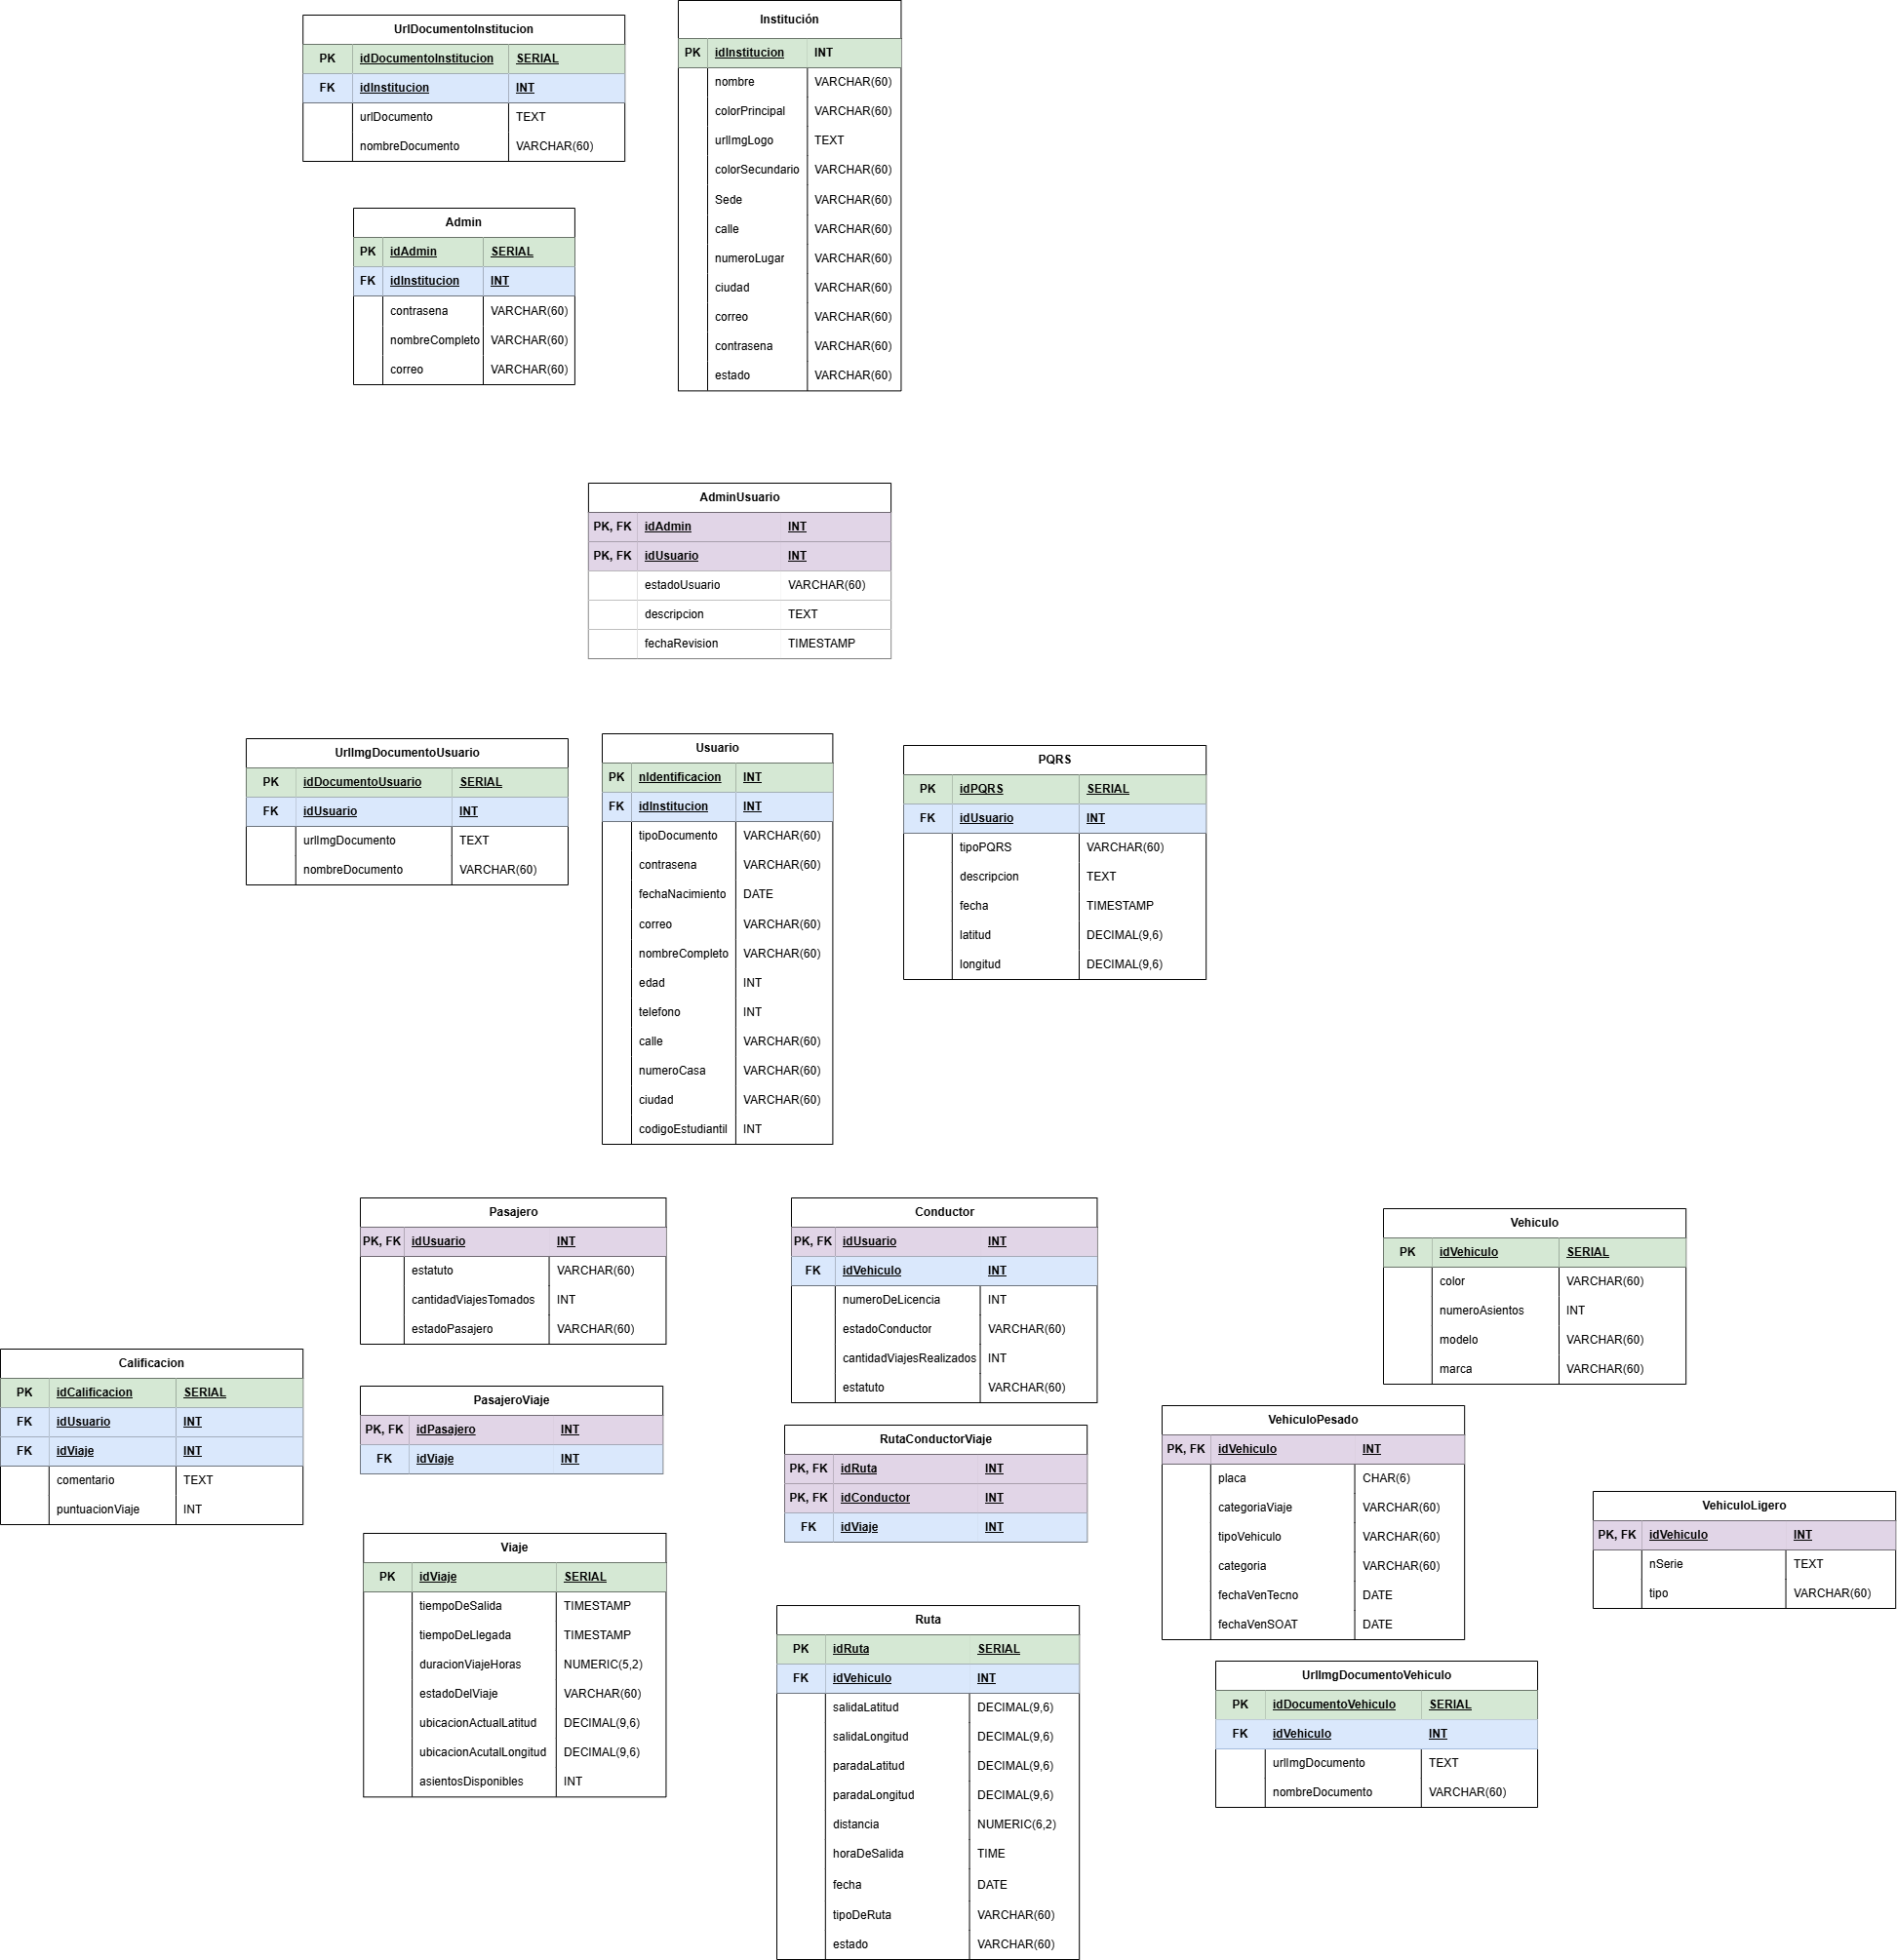 UrlDocumentoInstitucion
PK idDocumentoInstitucion SERIAL
FK idInstitucion INT
urlDocumento TEXT
nombreDocumento VARCHAR(60)
Institución
PK idInstitucion INT
nombre VARCHAR(60)
colorPrincipal VARCHAR(60)
urlImgLogo TEXT
colorSecundario VARCHAR(60)
Sede VARCHAR(60)
calle VARCHAR(60)
numeroLugar VARCHAR(60)
ciudad VARCHAR(60)
correo VARCHAR(60)
contrasena VARCHAR(60)
estado VARCHAR(60)
Admin
PK idAdmin SERIAL
FK idInstitucion INT
contrasena VARCHAR(60)
nombreCompleto VARCHAR(60)
correo VARCHAR(60)
AdminUsuario
PK, FK idAdmin INT
PK, FK idUsuario INT
estadoUsuario VARCHAR(60)
descripcion TEXT
fechaRevision TIMESTAMP
UrlImgDocumentoUsuario
PK idDocumentoUsuario SERIAL
FK idUsuario INT
urlImgDocumento TEXT
nombreDocumento VARCHAR(60)
Usuario
PK nIdentificacion INT
FK idInstitucion INT
tipoDocumento VARCHAR(60)
contrasena VARCHAR(60)
fechaNacimiento DATE
correo VARCHAR(60)
nombreCompleto VARCHAR(60)
edad INT
telefono INT
calle VARCHAR(60)
numeroCasa VARCHAR(60)
ciudad VARCHAR(60)
codigoEstudiantil INT
PQRS
PK idPQRS SERIAL
FK idUsuario INT
tipoPQRS VARCHAR(60)
descripcion TEXT
fecha TIMESTAMP
latitud DECIMAL(9,6)
longitud DECIMAL(9,6)
Pasajero
PK, FK idUsuario INT
estatuto VARCHAR(60)
cantidadViajesTomados INT
estadoPasajero VARCHAR(60)
Conductor
PK, FK idUsuario INT
FK idVehiculo INT
numeroDeLicencia INT
estadoConductor VARCHAR(60)
cantidadViajesRealizados INT
estatuto VARCHAR(60)
Vehiculo
PK idVehiculo SERIAL
color VARCHAR(60)
numeroAsientos INT
modelo VARCHAR(60)
marca VARCHAR(60)
Calificacion
PK idCalificacion SERIAL
FK idUsuario INT
FK idViaje INT
comentario TEXT
puntuacionViaje INT
PasajeroViaje
PK, FK idPasajero INT
FK idViaje INT
RutaConductorViaje
PK, FK idRuta INT
PK, FK idConductor INT
FK idViaje INT
VehiculoPesado
PK, FK idVehiculo INT
placa CHAR(6)
categoriaViaje VARCHAR(60)
tipoVehiculo VARCHAR(60)
categoria VARCHAR(60)
fechaVenTecno DATE
fechaVenSOAT DATE
VehiculoLigero
PK, FK idVehiculo INT
nSerie TEXT
tipo VARCHAR(60)
Viaje
PK idViaje SERIAL
tiempoDeSalida TIMESTAMP
tiempoDeLlegada TIMESTAMP
duracionViajeHoras NUMERIC(5,2)
estadoDelViaje VARCHAR(60)
ubicacionActualLatitud DECIMAL(9,6)
ubicacionAcutalLongitud DECIMAL(9,6)
asientosDisponibles INT
Ruta
PK idRuta SERIAL
FK idVehiculo INT
salidaLatitud DECIMAL(9,6)
salidaLongitud DECIMAL(9,6)
paradaLatitud DECIMAL(9,6)
paradaLongitud DECIMAL(9,6)
distancia NUMERIC(6,2)
horaDeSalida TIME
fecha DATE
tipoDeRuta VARCHAR(60)
estado VARCHAR(60)
UrlImgDocumentoVehiculo
PK idDocumentoVehiculo SERIAL
FK idVehiculo INT
urlImgDocumento TEXT
nombreDocumento VARCHAR(60)